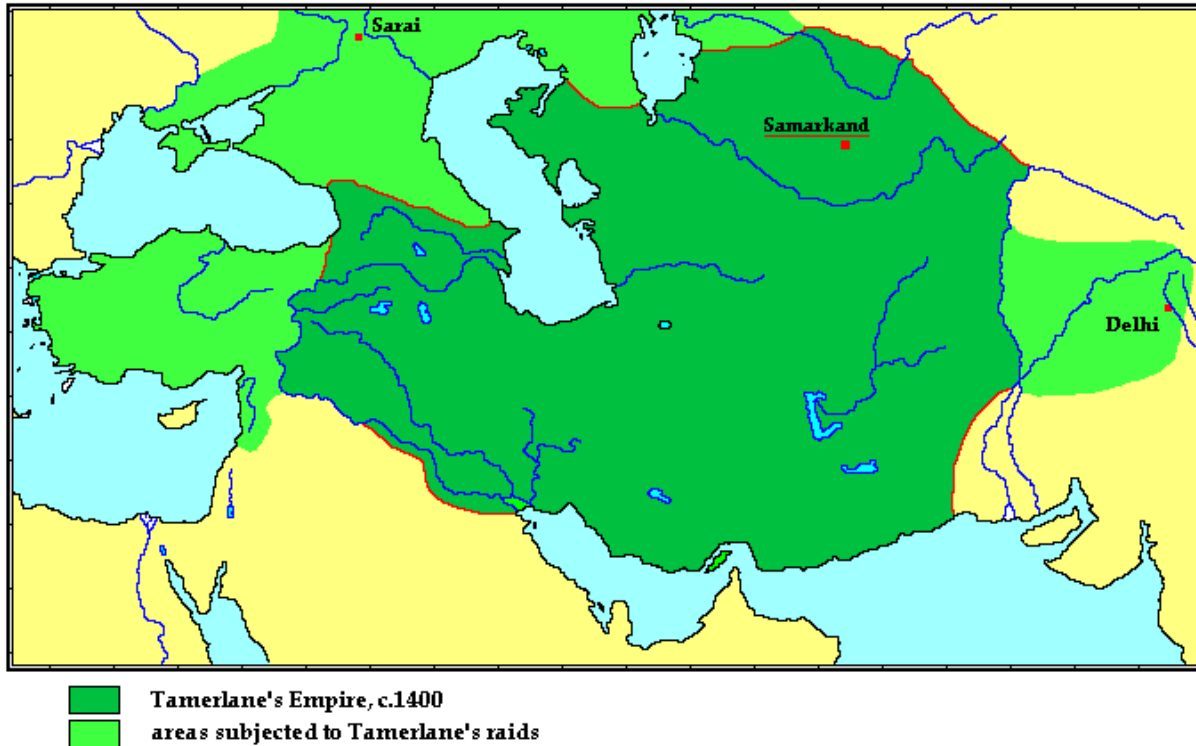 Sarai
Samarkand
Delhi
Tamerlane's Empire, c.1400
areas subjected to Tamerlane's raids